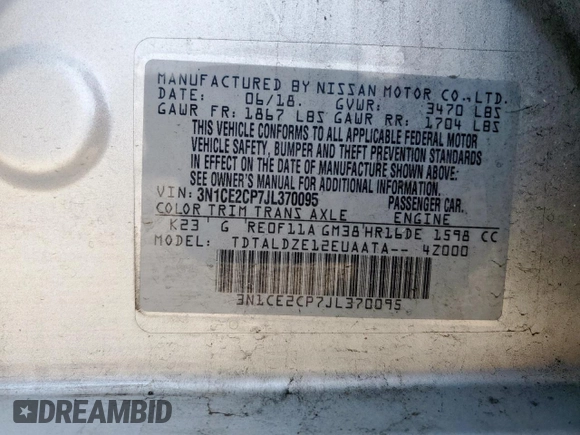 MANUFACTURED BY NISSAN MOTOR CO., LTD.
DATE: 06/18. GVWR: 3470 LBS
GAWR FR: 1867 LBS GAWR RR: 1704 LBS
THIS VEHICLE CONFORMS TO ALL APPLICABLE FEDERAL MOTOR
VEHICLE SAFETY, BUMPER AND THEFT PREVENTION STANDARDS
IN EFFECT ON THE DATE OF MANUFACTURE SHOWN ABOVE.
SEE OWNER'S MANUAL FOR ADDITIONAL INFORMATION.
VIN: 3N1CE2CP7JL370095 PASSENGER CAR.
COLOR TRIM TRANS AXLE ENGINE
K23 G RE0F11A GM38 HR16DE 1598 CC
MODEL: TDTALDZE12EUAATA-- 4Z000
3N1CE2CP7JL370095
DREAMBID